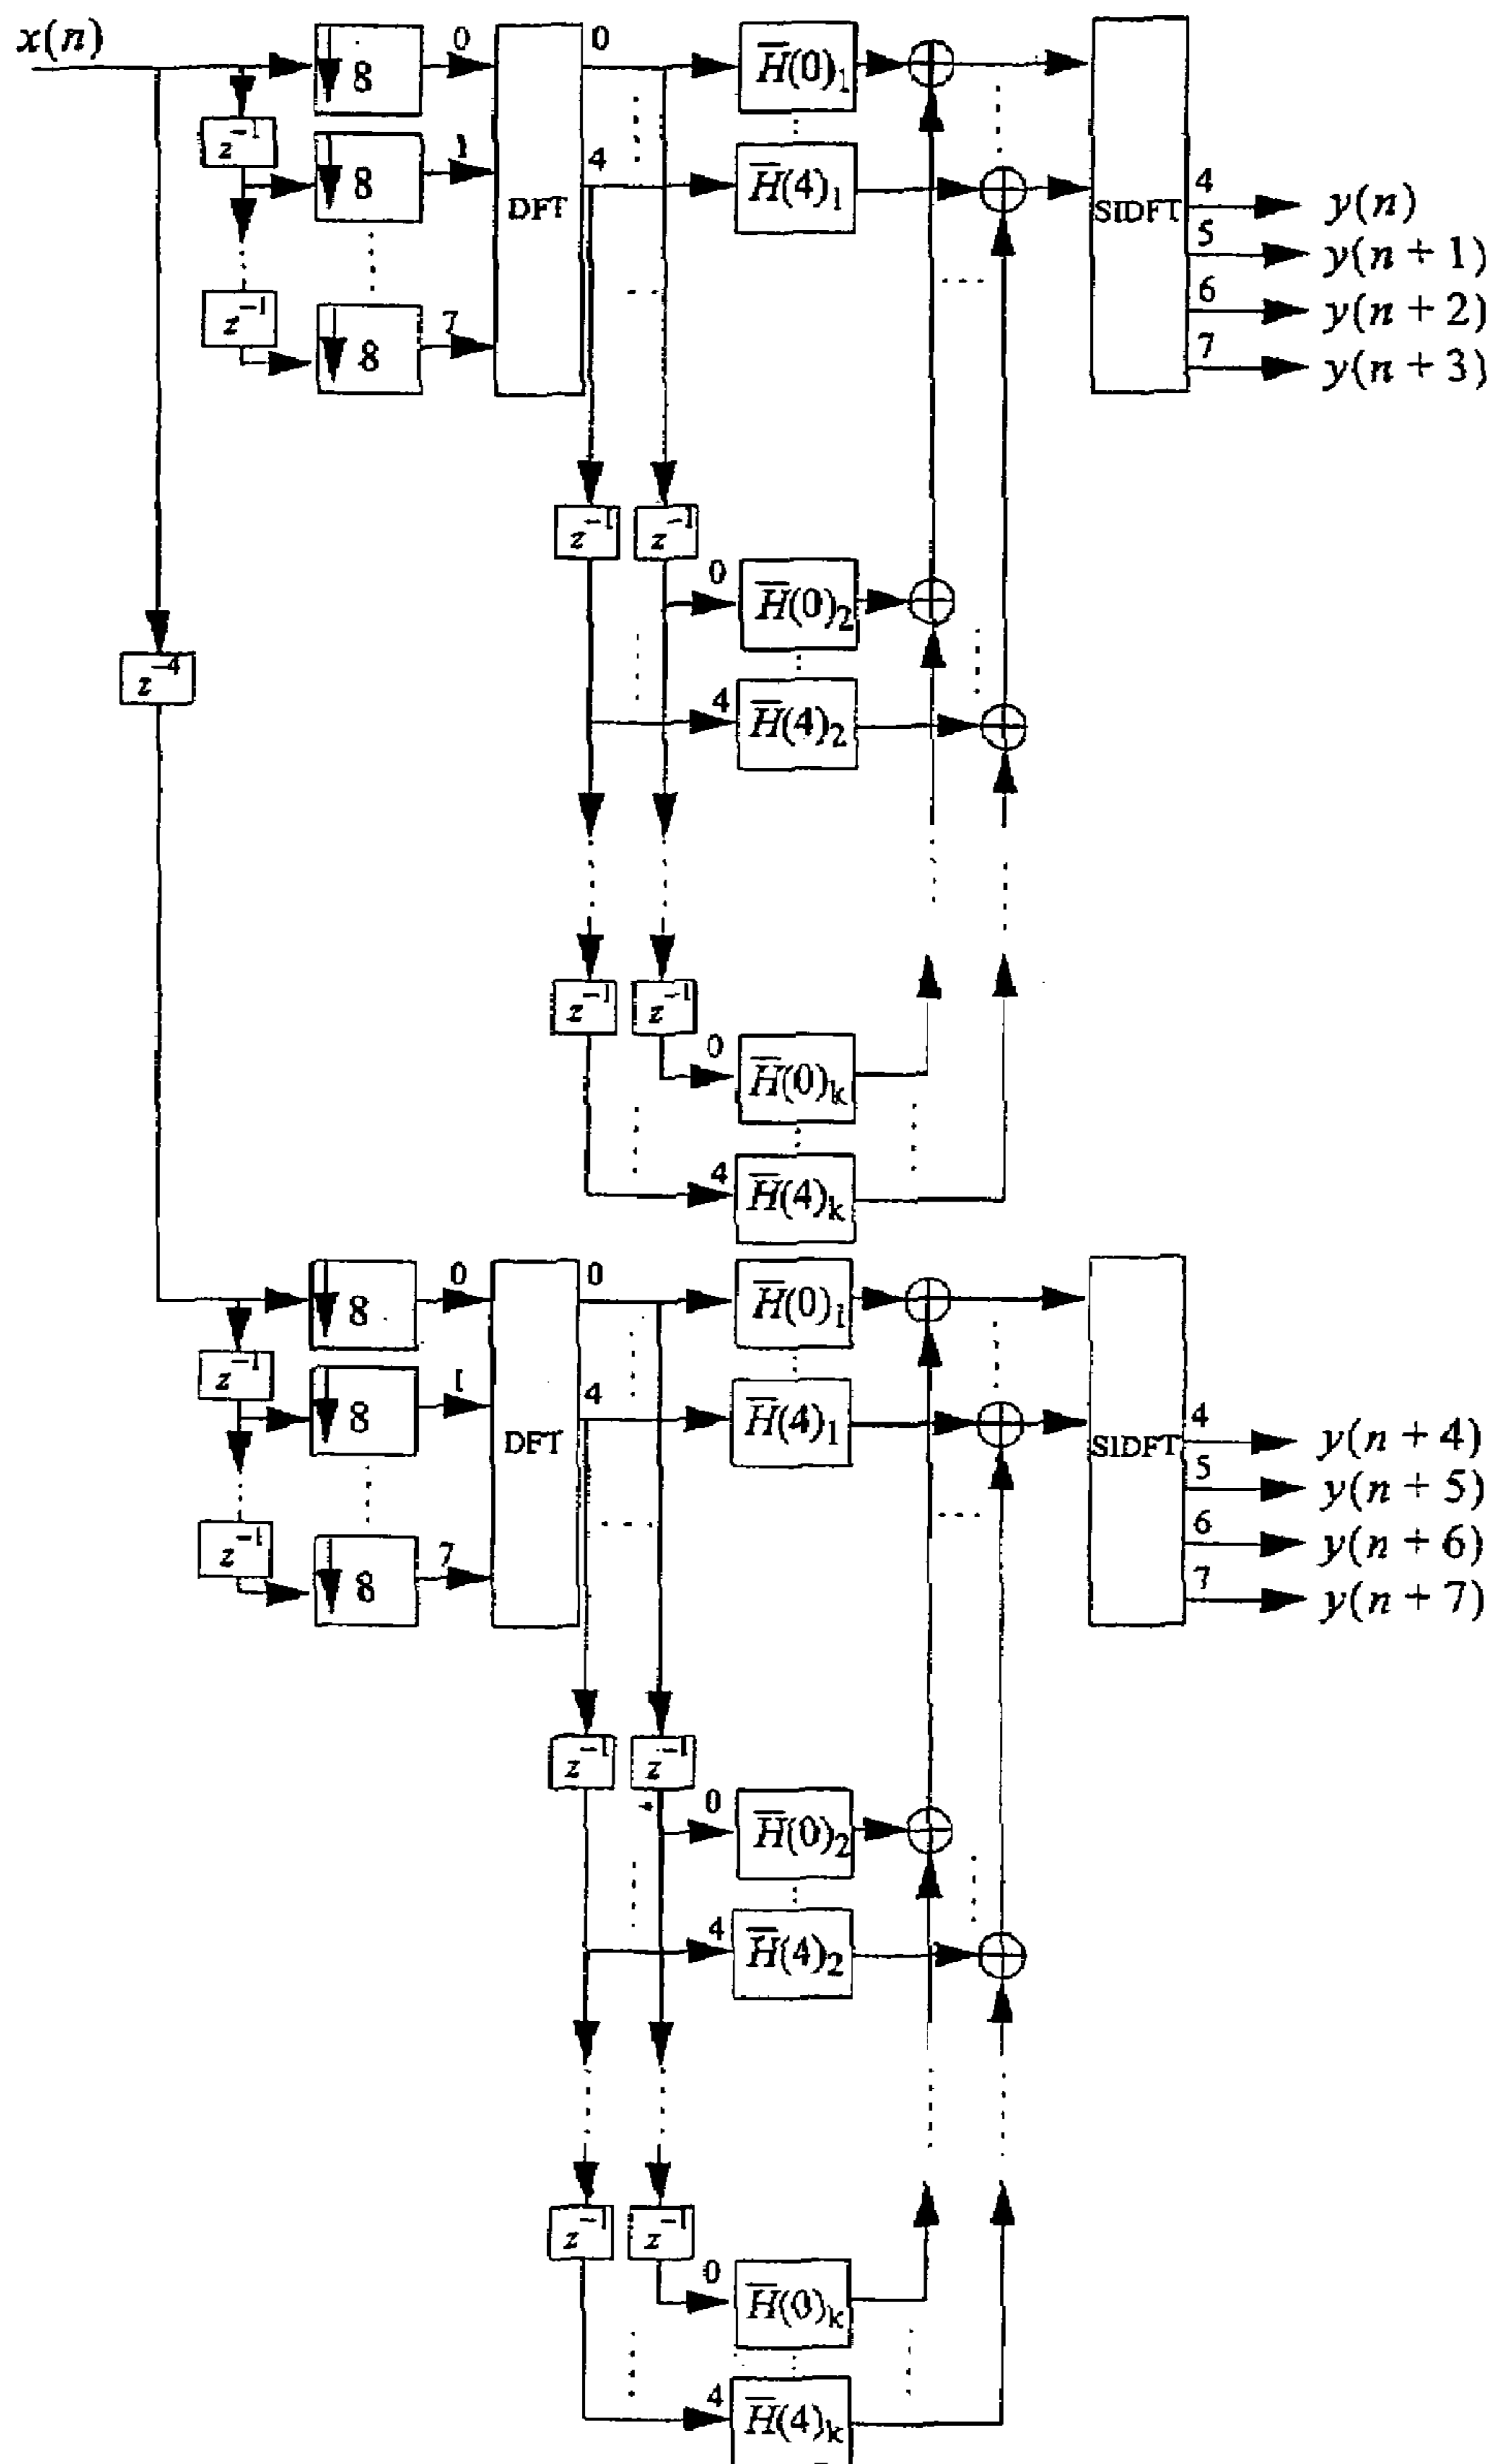 x(n)
8
0
0
H̅(0)₁
z⁻¹
8
1
4
H̅(4)₁
DFT
SIDFT
4
y(n)
5
y(n + 1)
z⁻¹
8
7
6
y(n + 2)
7
y(n + 3)
z⁻¹
z⁻¹
0
H̅(0)₂
z⁻⁴
4
H̅(4)₂
z⁻¹
z⁻¹
0
H̅(0)ₖ
4
H̅(4)ₖ
8
0
0
H̅(0)₁
z⁻¹
8
1
4
H̅(4)₁
DFT
SIDFT
4
y(n + 4)
5
y(n + 5)
z⁻¹
8
7
6
y(n + 6)
7
y(n + 7)
z⁻¹
z⁻¹
0
H̅(0)₂
4
H̅(4)₂
z⁻¹
z⁻¹
0
H̅(0)ₖ
4
H̅(4)ₖ